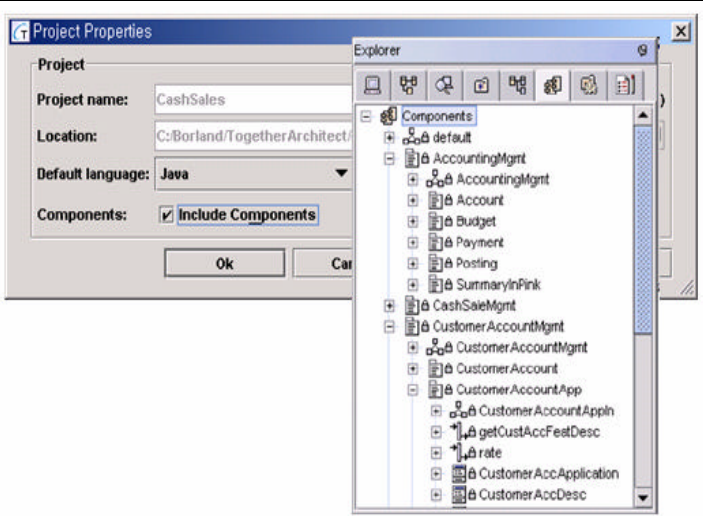 Project Properties
Project
Project name:
CashSales
Location:
C:/Borland/TogetherArchitect/
Default language:
Java
Components:
Include Components
Ok
Explorer
Components
default
AccountingMgmt
AccountingMgmt
Account
Budget
Payment
Posting
SummaryInPink
CashSaleMgmt
CustomerAccountMgmt
CustomerAccountMgmt
CustomerAccount
CustomerAccountApp
CustomerAccountAppln
getCustAccFeatDesc
rate
CustomerAccApplication
CustomerAccDesc